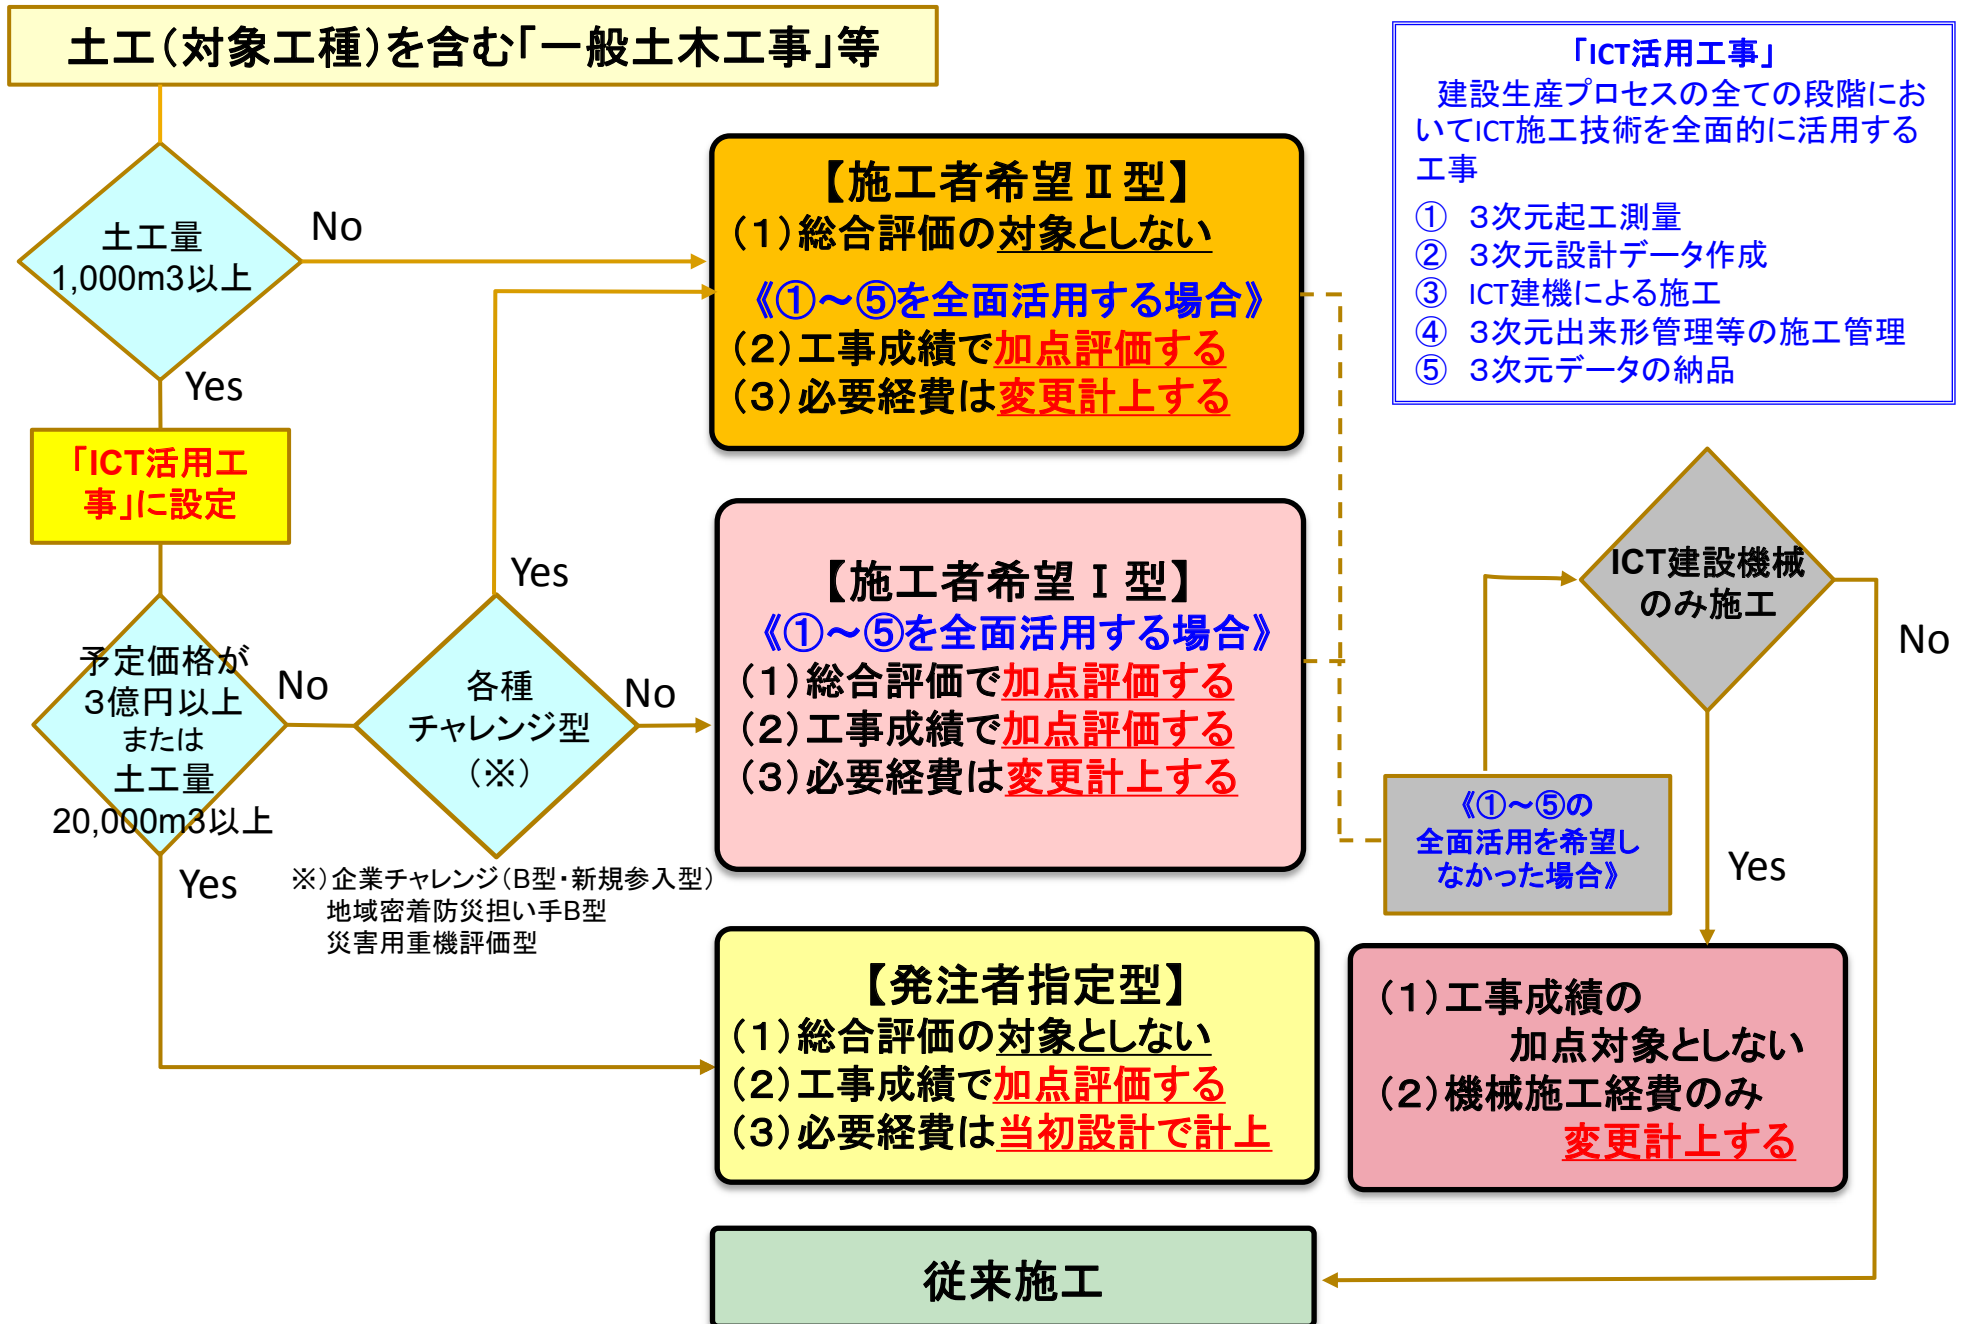 土工(対象工種)を含む「一般土木工事」等
「ICT活用工事」
建設生産プロセスの全ての段階にお
いてICT施工技術を全面的に活用する
工事
① 3次元起工測量
② 3次元設計データ作成
③ ICT建機による施工
④ 3次元出来形管理等の施工管理
⑤ 3次元データの納品
土工量
1,000m3以上
No
Yes
「ICT活用工
事」に設定
予定価格が
3億円以上
または
土工量
20,000m3以上
No
Yes
各種
チャレンジ型
(※)
Yes
No
※)企業チャレンジ(B型・新規参入型)
地域密着防災担い手B型
災害用重機評価型
【施工者希望Ⅱ型】
(1)総合評価の対象としない
《①~⑤を全面活用する場合》
(2)工事成績で加点評価する
(3)必要経費は変更計上する
【施工者希望Ⅰ型】
《①~⑤を全面活用する場合》
(1)総合評価で加点評価する
(2)工事成績で加点評価する
(3)必要経費は変更計上する
【発注者指定型】
(1)総合評価の対象としない
(2)工事成績で加点評価する
(3)必要経費は当初設計で計上
《①~⑤の
全面活用を希望し
なかった場合》
ICT建設機械
のみ施工
No
Yes
(1)工事成績の
加点対象としない
(2)機械施工経費のみ
変更計上する
従来施工